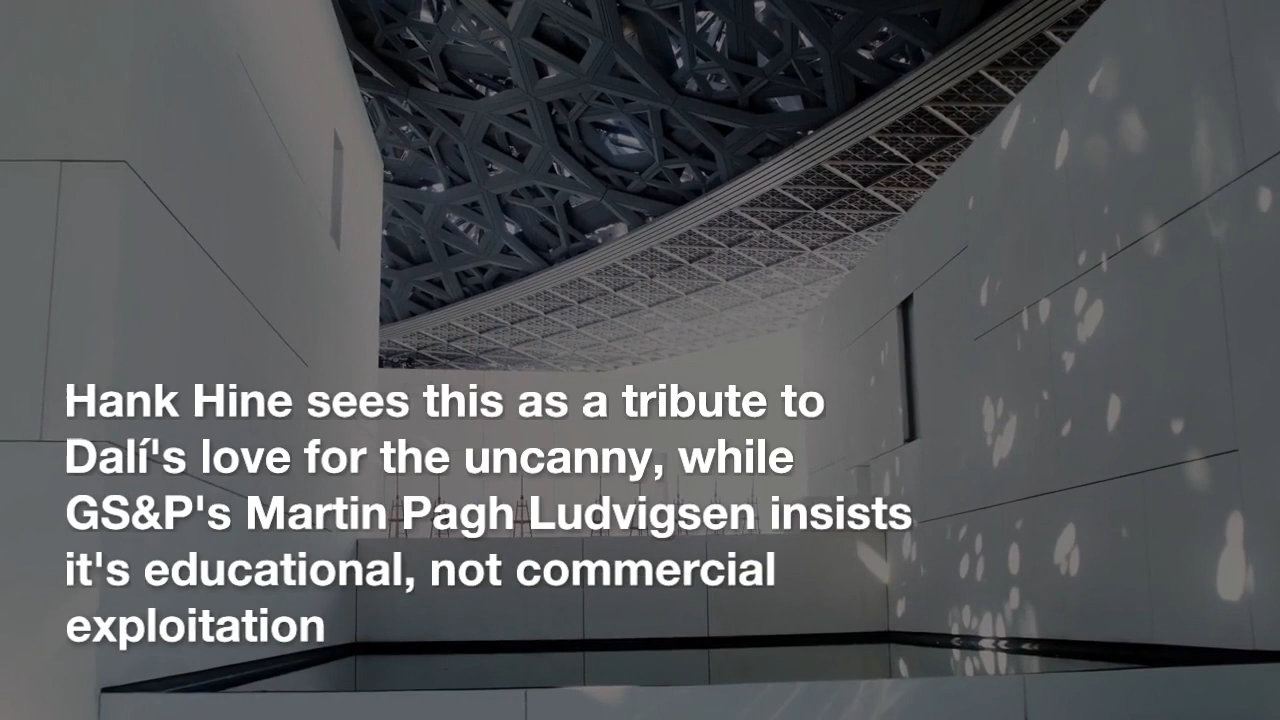 Hank Hine sees this as a tribute to
Dalí's love for the uncanny, while
GS&P's Martin Pagh Ludvigsen insists
it's educational, not commercial
exploitation